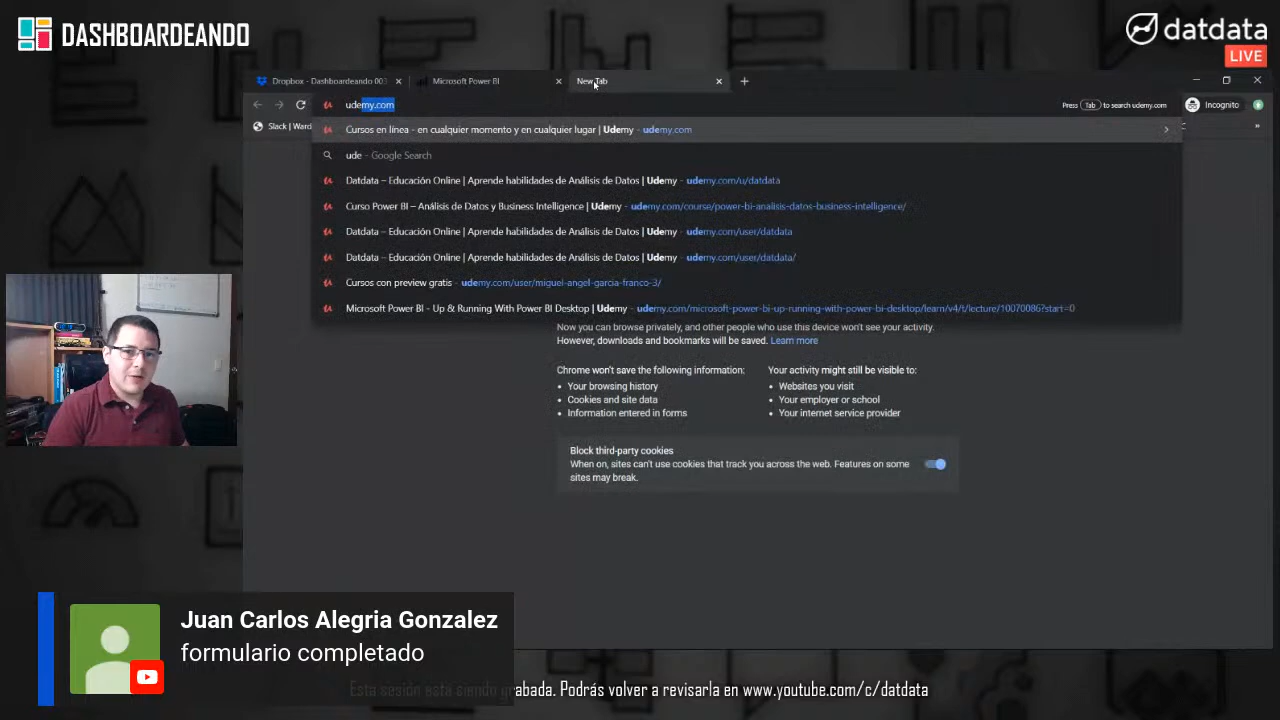 DASHBOARDEANDO
datdata
LIVE
Dropbox - Dashboardeando 003
Microsoft Power BI
New Tab
udemy.com
Press Tab to search udemy.com
Incognito
Slack | Ward
Cursos en línea - en cualquier momento y en cualquier lugar | Udemy - udemy.com
ude - Google Search
Datdata – Educación Online | Aprende habilidades de Análisis de Datos | Udemy - udemy.com/u/datdata
Curso Power BI – Análisis de Datos y Business Intelligence | Udemy - udemy.com/course/power-bi-analisis-datos-business-intelligence/
Datdata – Educación Online | Aprende habilidades de Análisis de Datos | Udemy - udemy.com/user/datdata
Datdata – Educación Online | Aprende habilidades de Análisis de Datos | Udemy - udemy.com/user/datdata/
Cursos con preview gratis - udemy.com/user/miguel-angel-garcia-franco-3/
Microsoft Power BI - Up & Running With Power BI Desktop | Udemy - udemy.com/microsoft-power-bi-up-running-with-power-bi-desktop/learn/v4/t/lecture/10070086?start=0
Now you can browse privately, and other people who use this device won't see your activity.
However, downloads and bookmarks will be saved. Learn more
Chrome won't save the following information:
• Your browsing history
• Cookies and site data
• Information entered in forms
Your activity might still be visible to:
• Websites you visit
• Your employer or school
• Your internet service provider
Block third-party cookies
When on, sites can't use cookies that track you across the web. Features on some
sites may break.
Juan Carlos Alegria Gonzalez
formulario completado
Esta sesión está siendo grabada. Podrás volver a revisarla en www.youtube.com/c/datdata